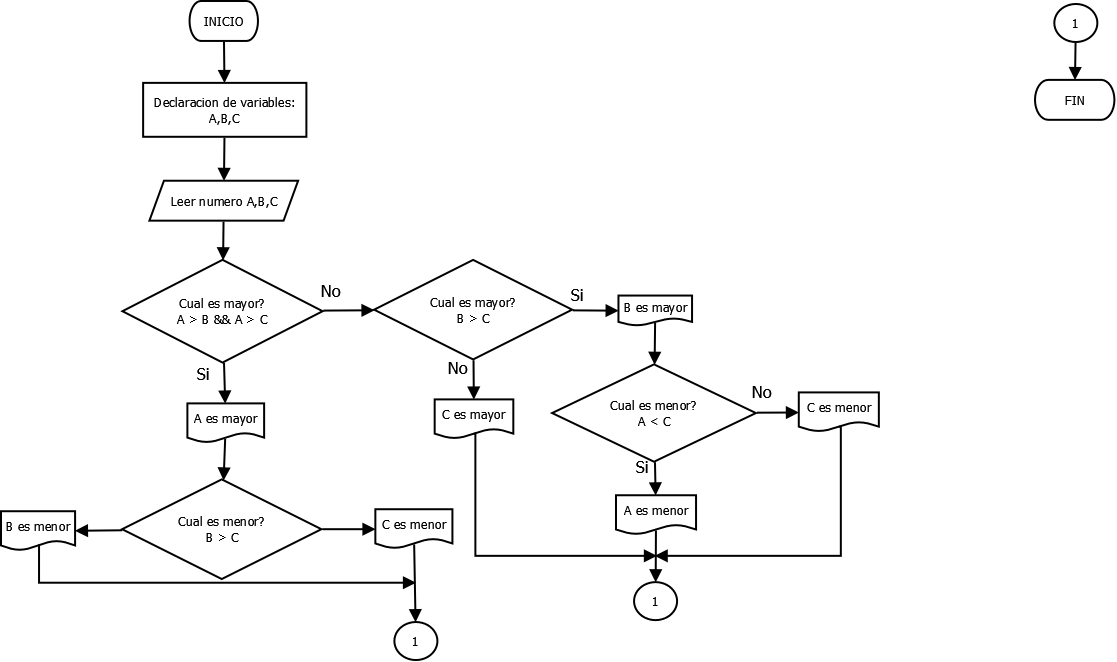 INICIO
1
Declaracion de variables:
A,B,C
FIN
Leer numero A,B,C
Cual es mayor?
A > B && A > C
No
Cual es mayor?
B > C
Si
B es mayor
Si
No
A es mayor
C es mayor
Cual es menor?
A < C
No
C es menor
Si
A es menor
B es menor
Cual es menor?
B > C
C es menor
1
1